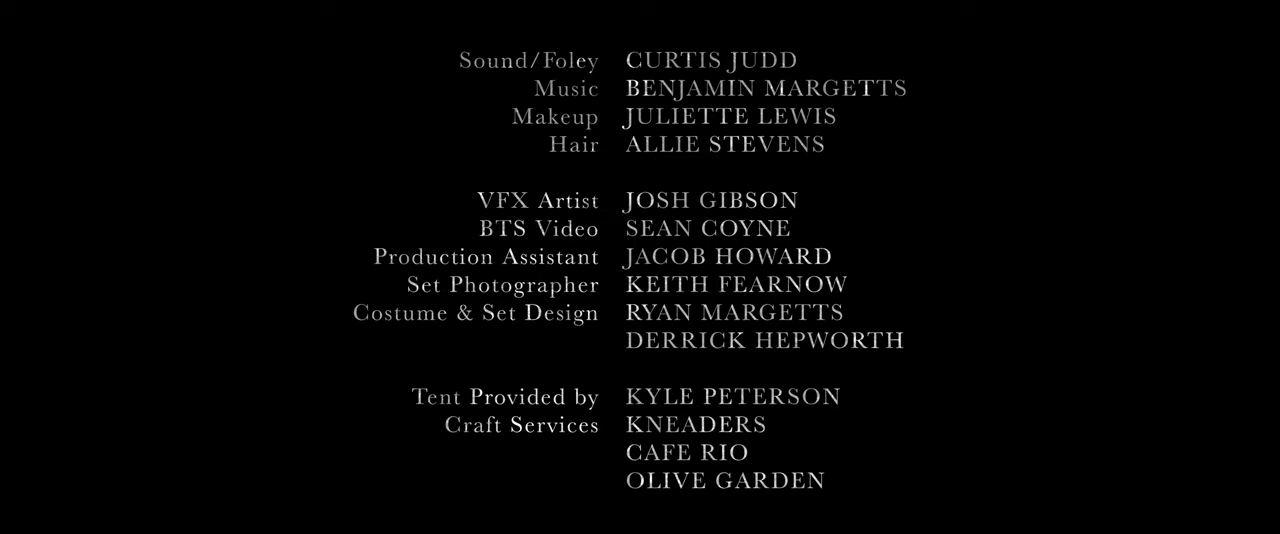 Sound/Foley CURTIS JUDD
Music BENJAMIN MARGETTS
Makeup JULIETTE LEWIS
Hair ALLIE STEVENS
VFX Artist JOSH GIBSON
BTS Video SEAN COYNE
Production Assistant JACOB HOWARD
Set Photographer KEITH FEARNOW
Costume & Set Design RYAN MARGETTS
DERRICK HEPWORTH
Tent Provided by KYLE PETERSON
Craft Services KNEADERS
CAFE RIO
OLIVE GARDEN